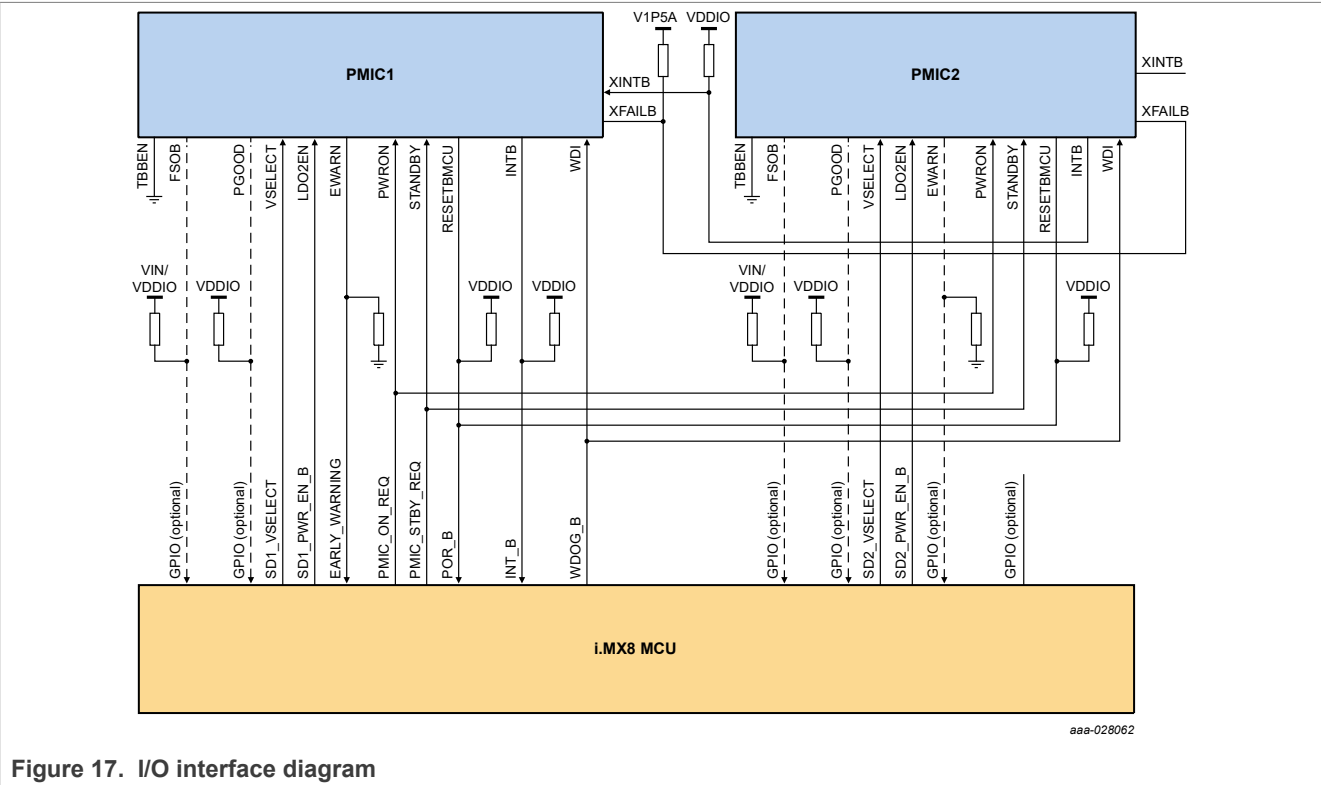 V1P5A VDDIO
PMIC1
XINTB
XFAILB
PMIC2
XINTB
XFAILB
TBBEN
FSOB
PGOOD
VSELECT
LDO2EN
EWARN
PWRON
STANDBY
RESETBMCU
INTB
WDI
TBBEN
FSOB
PGOOD
VSELECT
LDO2EN
EWARN
PWRON
STANDBY
RESETBMCU
INTB
WDI
VIN/
VDDIO
VDDIO
VDDIO
VDDIO
VIN/
VDDIO
VDDIO
VDDIO
GPIO (optional)
GPIO (optional)
SD1_VSELECT
SD1_PWR_EN_B
EARLY_WARNING
PMIC_ON_REQ
PMIC_STBY_REQ
POR_B
INT_B
WDOG_B
GPIO (optional)
GPIO (optional)
SD2_VSELECT
SD2_PWR_EN_B
GPIO (optional)
GPIO (optional)
i.MX8 MCU
aaa-028062
Figure 17. I/O interface diagram